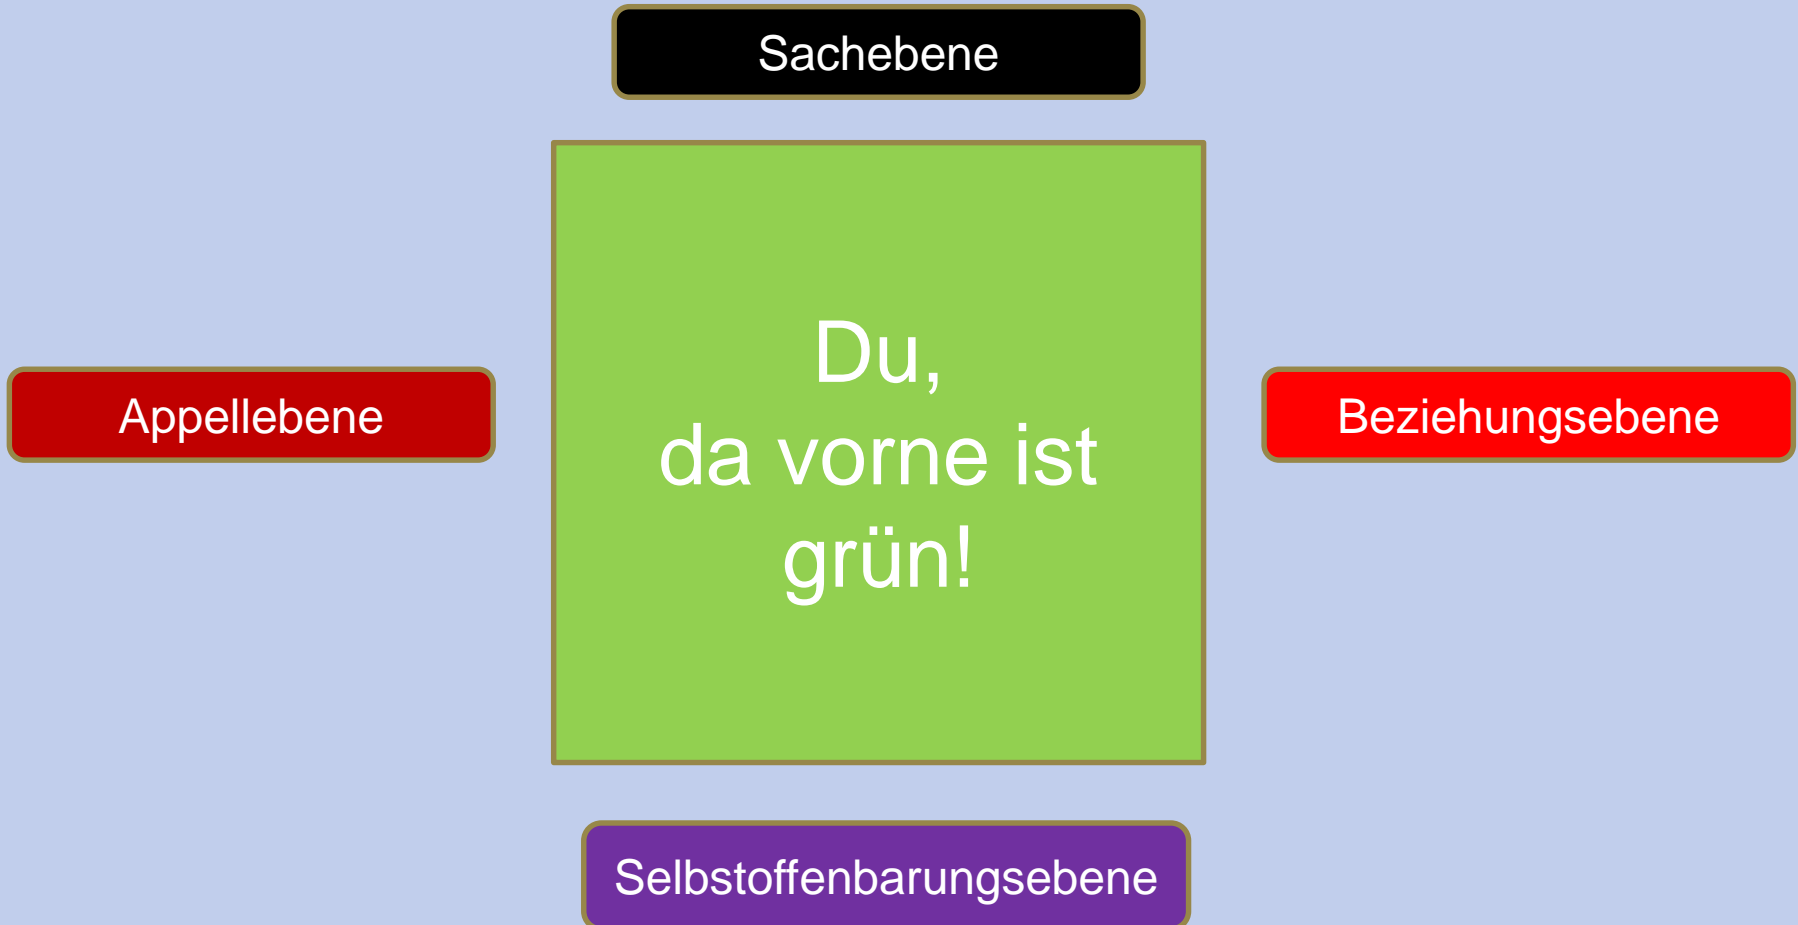 Sachebene
Du,
da vorne ist
grün!
Appellebene
Beziehungsebene
Selbstoffenbarungsebene